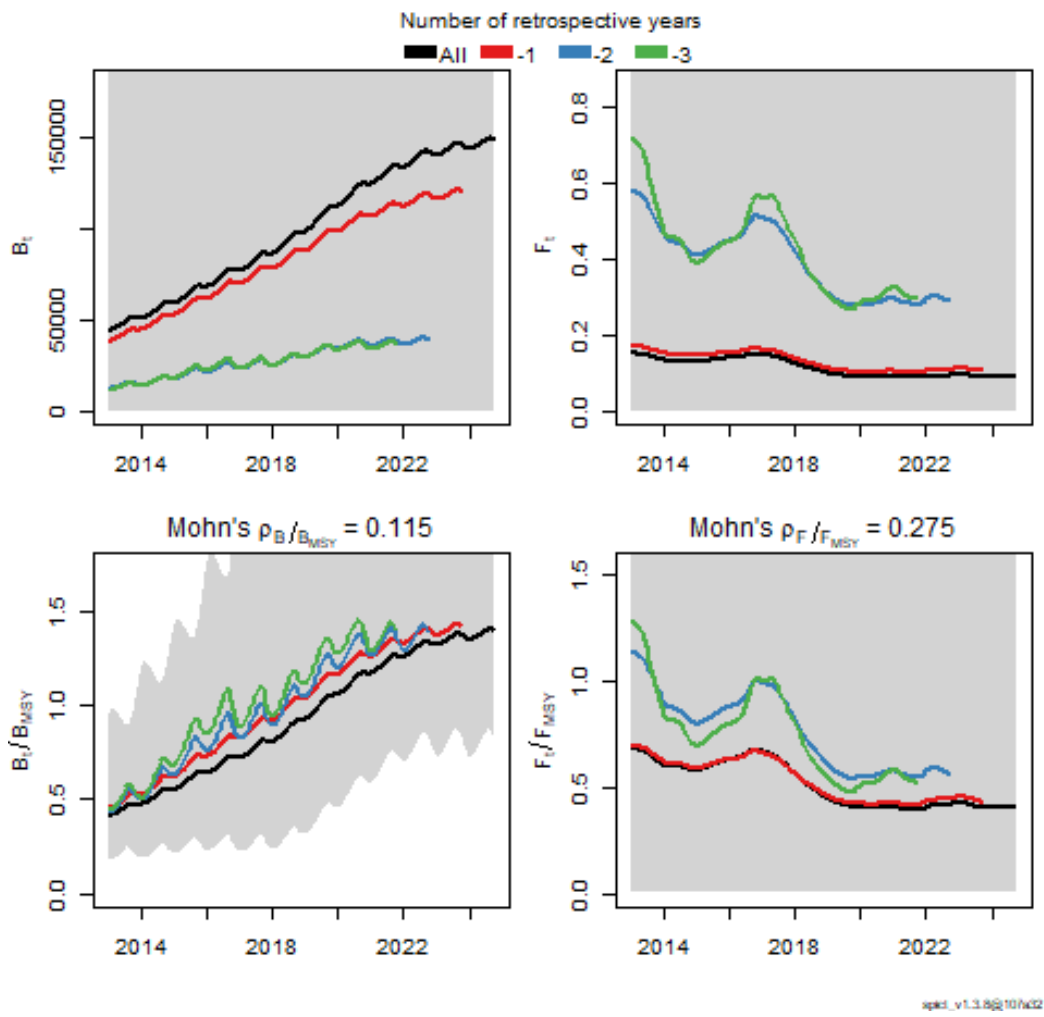 Number of retrospective years
All -1 -2 -3
Bt
0 50000 150000
2014 2018 2022
Ft
0.0 0.2 0.4 0.6 0.8
2014 2018 2022
Mohn's ρB/BMSY = 0.115
Bt/BMSY
0.0 0.5 1.0 1.5
2014 2018 2022
Mohn's ρF/FMSY = 0.275
Ft/FMSY
0.0 0.5 1.0 1.5
2014 2018 2022